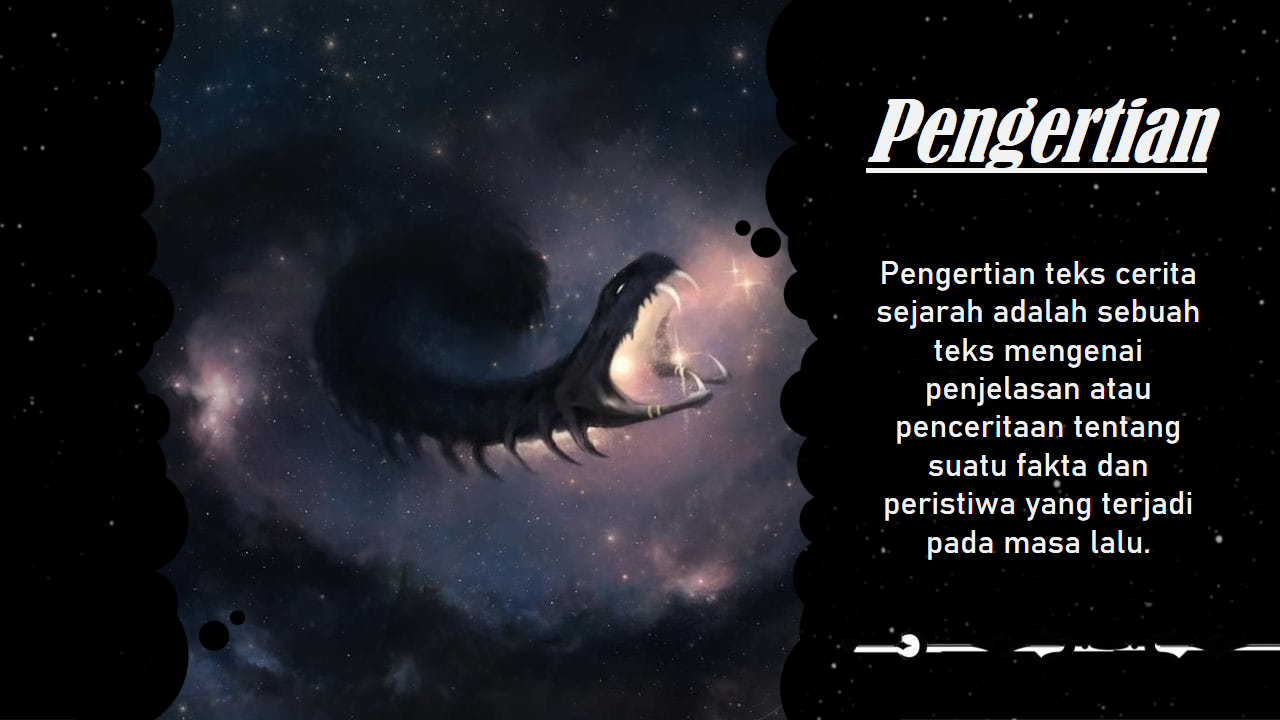 Pengertian
Pengertian teks cerita
sejarah adalah sebuah
teks mengenai
penjelasan atau
penceritaan tentang
suatu fakta dan
peristiwa yang terjadi
pada masa lalu.